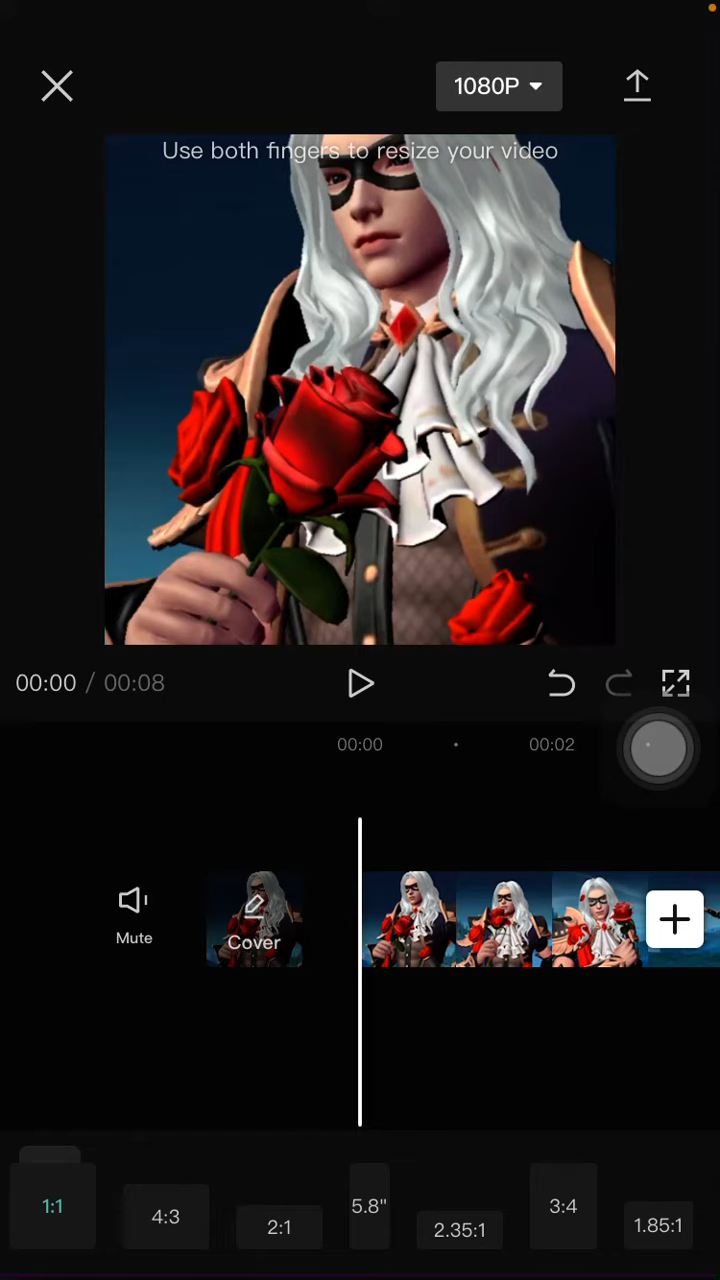 1080P
Use both fingers to resize your video
00:00 / 00:08
00:00
00:02
Mute
Cover
1:1
4:3
2:1
5.8"
2.35:1
3:4
1.85:1